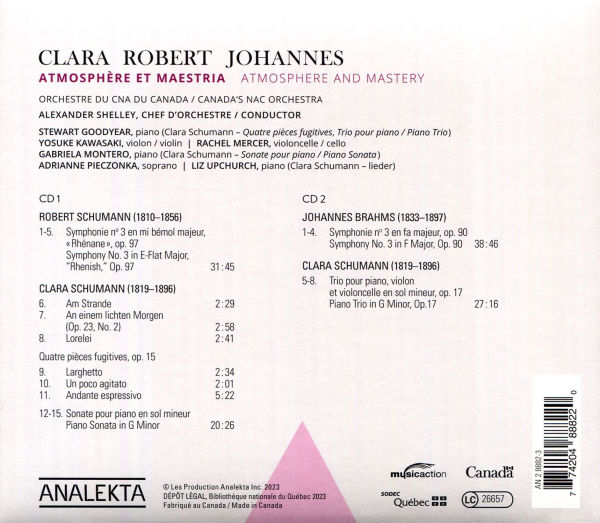 CLARA ROBERT JOHANNES
ATMOSPHÈRE ET MAESTRIA ATMOSPHERE AND MASTERY
ORCHESTRE DU CNA DU CANADA / CANADA'S NAC ORCHESTRA
ALEXANDER SHELLEY, CHEF D'ORCHESTRE / CONDUCTOR
STEWART GOODYEAR, piano (Clara Schumann – Quatre pièces fugitives, Trio pour piano / Piano Trio)
YOSUKE KAWASAKI, violon / violin | RACHEL MERCER, violoncelle / cello
GABRIELA MONTERO, piano (Clara Schumann – Sonate pour piano / Piano Sonata)
ADRIANNE PIECZONKA, soprano | LIZ UPCHURCH, piano (Clara Schumann – lieder)
CD 1
ROBERT SCHUMANN (1810–1856)
1-5. Symphonie nº 3 en mi bémol majeur,
« Rhénane », op. 97
Symphony No. 3 in E-Flat Major,
"Rhenish," Op. 97 31:45
CLARA SCHUMANN (1819–1896)
6. Am Strande 2:29
7. An einem lichten Morgen
(Op. 23, No. 2) 2:58
8. Lorelei 2:41
Quatre pièces fugitives, op. 15
9. Larghetto 2:34
10. Un poco agitato 2:01
11. Andante espressivo 5:22
12-15. Sonate pour piano en sol mineur
Piano Sonata in G Minor 20:26
CD 2
JOHANNES BRAHMS (1833–1897)
1-4. Symphonie nº 3 en fa majeur, op. 90
Symphony No. 3 in F Major, Op. 90 38:46
CLARA SCHUMANN (1819–1896)
5-8. Trio pour piano, violon
et violoncelle en sol mineur, op. 17
Piano Trio in G Minor, Op.17 27:16
ANALEKTA
© Les Production Analekta Inc. 2023
DÉPÔT LÉGAL, Bibliothèque nationale du Québec 2023
Fabriqué au Canada / Made in Canada
musicaction
Canada
SODEC
Québec
LC 26657
AN 2 8882-3
7 74204 88822 0